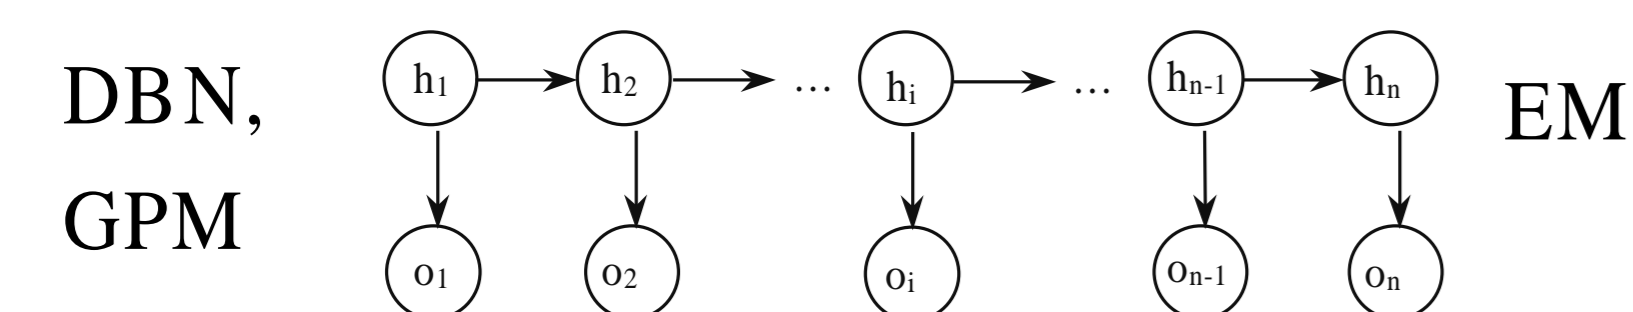 DBN,
GPM
h1 h2 ... hi ... hn-1 hn
o1 o2 oi on-1 on
EM